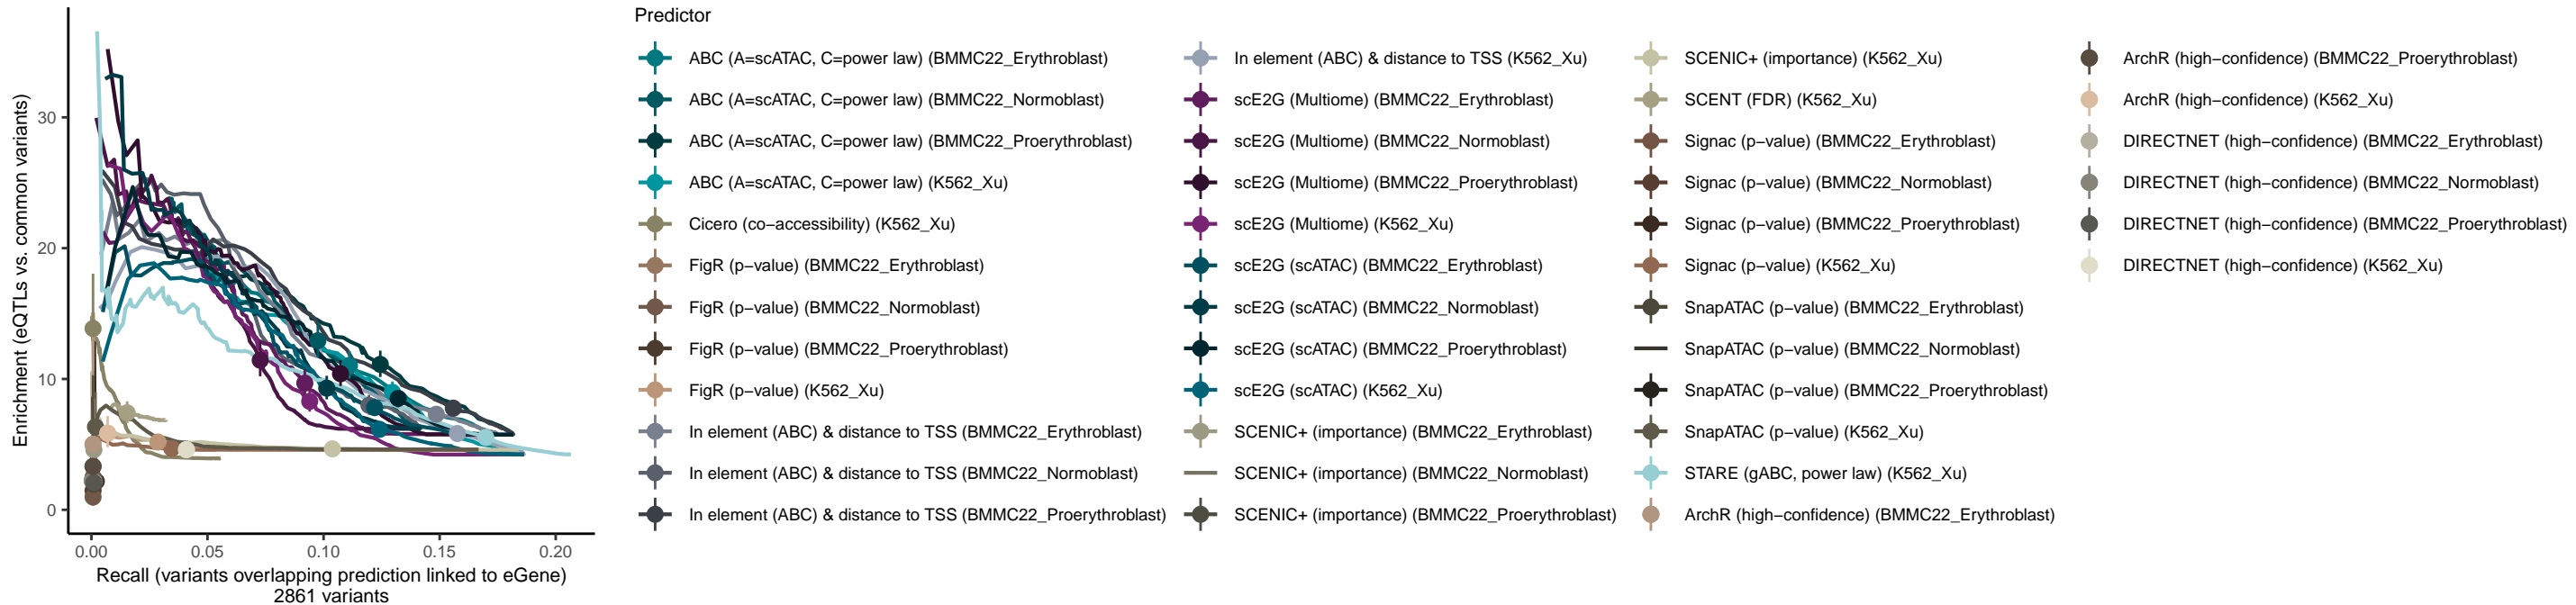 Enrichment (eQTLs vs. common variants)
30
20
10
0
0.00
0.05
0.10
0.15
0.20
Recall (variants overlapping prediction linked to eGene)
2861 variants
Predictor
ABC (A=scATAC, C=power law) (BMMC22_Erythroblast)
ABC (A=scATAC, C=power law) (BMMC22_Normoblast)
ABC (A=scATAC, C=power law) (BMMC22_Proerythroblast)
ABC (A=scATAC, C=power law) (K562_Xu)
Cicero (co−accessibility) (K562_Xu)
FigR (p−value) (BMMC22_Erythroblast)
FigR (p−value) (BMMC22_Normoblast)
FigR (p−value) (BMMC22_Proerythroblast)
FigR (p−value) (K562_Xu)
In element (ABC) & distance to TSS (BMMC22_Erythroblast)
In element (ABC) & distance to TSS (BMMC22_Normoblast)
In element (ABC) & distance to TSS (BMMC22_Proerythroblast)
In element (ABC) & distance to TSS (K562_Xu)
scE2G (Multiome) (BMMC22_Erythroblast)
scE2G (Multiome) (BMMC22_Normoblast)
scE2G (Multiome) (BMMC22_Proerythroblast)
scE2G (Multiome) (K562_Xu)
scE2G (scATAC) (BMMC22_Erythroblast)
scE2G (scATAC) (BMMC22_Normoblast)
scE2G (scATAC) (BMMC22_Proerythroblast)
scE2G (scATAC) (K562_Xu)
SCENIC+ (importance) (BMMC22_Erythroblast)
SCENIC+ (importance) (BMMC22_Normoblast)
SCENIC+ (importance) (BMMC22_Proerythroblast)
SCENIC+ (importance) (K562_Xu)
SCENT (FDR) (K562_Xu)
Signac (p−value) (BMMC22_Erythroblast)
Signac (p−value) (BMMC22_Normoblast)
Signac (p−value) (BMMC22_Proerythroblast)
Signac (p−value) (K562_Xu)
SnapATAC (p−value) (BMMC22_Erythroblast)
SnapATAC (p−value) (BMMC22_Normoblast)
SnapATAC (p−value) (BMMC22_Proerythroblast)
SnapATAC (p−value) (K562_Xu)
STARE (gABC, power law) (K562_Xu)
ArchR (high−confidence) (BMMC22_Erythroblast)
ArchR (high−confidence) (BMMC22_Proerythroblast)
ArchR (high−confidence) (K562_Xu)
DIRECTNET (high−confidence) (BMMC22_Erythroblast)
DIRECTNET (high−confidence) (BMMC22_Normoblast)
DIRECTNET (high−confidence) (BMMC22_Proerythroblast)
DIRECTNET (high−confidence) (K562_Xu)